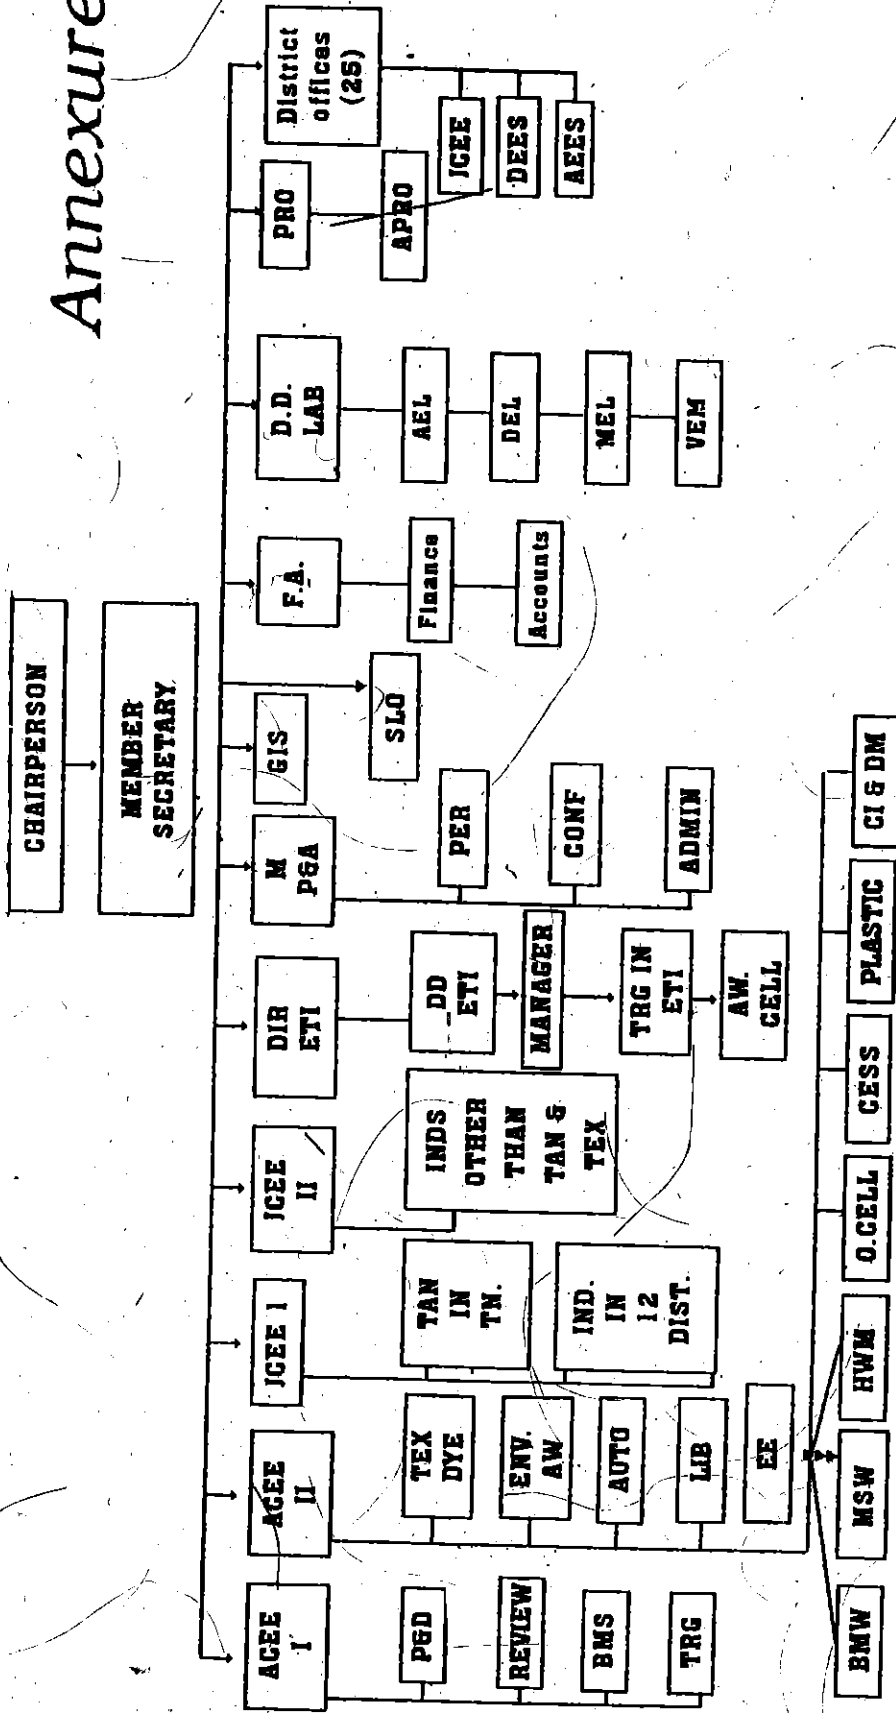 Annexure
CHAIRPERSON
MEMBER
SECRETARY
ACEE
I
ACEE
II
JCEE 1
JCEE
II
DIR
ETI
M
P&A
GIS
SLO
F.A.
D.D.
LAB
PRO
District
offices
(25)
P&D
REVIEW
BMS
TRG
TEX
DYE
ENV.
AW
AUTO
LIB
EE
TAN
IN
TN.
IND.
IN
12
DIST.
INDS
OTHER
THAN
TAN &
TEX
DD
ETI
MANAGER
TRG IN
ETI
AW.
CELL
PER
CONF
ADMIN
Finance
Accounts
AEL
DEL
MEL
VEM
APRO
JCEE
DEES
AEES
BMW
MSW
HWM
O.CELL
CESS
PLASTIC
CI & DM